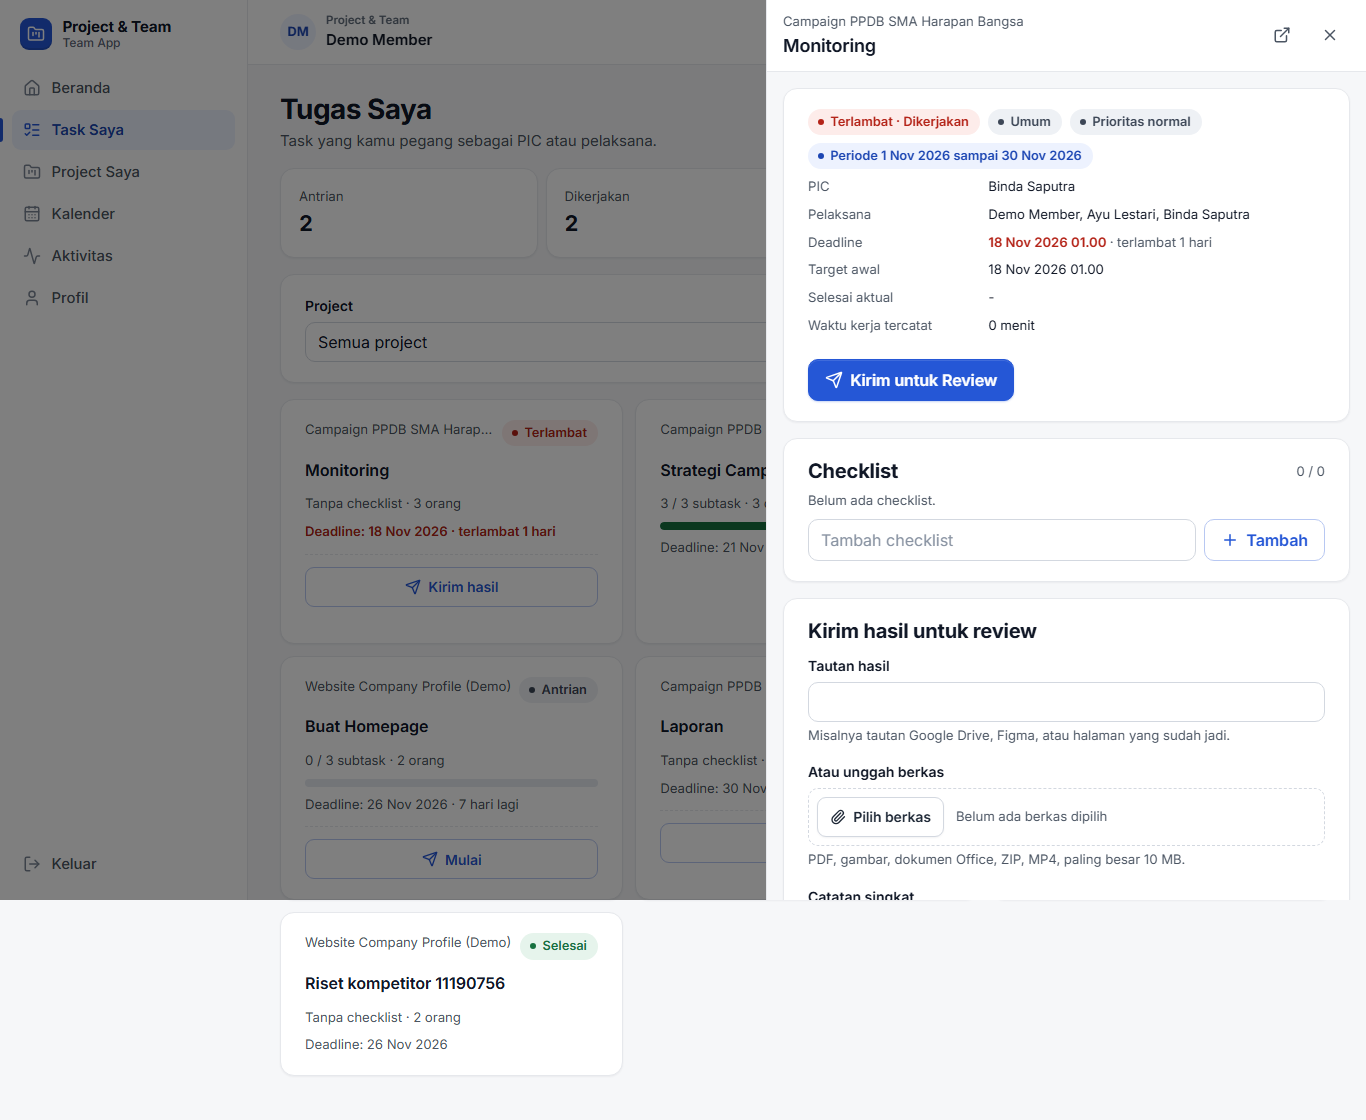 Project & Team
Team App
Beranda
Task Saya
Project Saya
Kalender
Aktivitas
Profil
Keluar
DM
Project & Team
Demo Member
Tugas Saya
Task yang kamu pegang sebagai PIC atau pelaksana.
Antrian
2
Dikerjakan
2
Project
Semua project
Campaign PPDB SMA Harap...
Terlambat
Monitoring
Tanpa checklist · 3 orang
Deadline: 18 Nov 2026 · terlambat 1 hari
Kirim hasil
Campaign PPDB
Strategi Camp
3 / 3 subtask · 3
Deadline: 21 Nov
Website Company Profile (Demo)
Antrian
Buat Homepage
0 / 3 subtask · 2 orang
Deadline: 26 Nov 2026 · 7 hari lagi
Mulai
Campaign PPDB
Laporan
Tanpa checklist ·
Deadline: 30 Nov
Website Company Profile (Demo)
Selesai
Riset kompetitor 11190756
Tanpa checklist · 2 orang
Deadline: 26 Nov 2026
Campaign PPDB SMA Harapan Bangsa
Monitoring
Terlambat · Dikerjakan
Umum
Prioritas normal
Periode 1 Nov 2026 sampai 30 Nov 2026
PIC Binda Saputra
Pelaksana Demo Member, Ayu Lestari, Binda Saputra
Deadline 18 Nov 2026 01.00 · terlambat 1 hari
Target awal 18 Nov 2026 01.00
Selesai aktual -
Waktu kerja tercatat 0 menit
Kirim untuk Review
Checklist 0 / 0
Belum ada checklist.
Tambah checklist
+ Tambah
Kirim hasil untuk review
Tautan hasil
Misalnya tautan Google Drive, Figma, atau halaman yang sudah jadi.
Atau unggah berkas
Pilih berkas
Belum ada berkas dipilih
PDF, gambar, dokumen Office, ZIP, MP4, paling besar 10 MB.
Catatan singkat